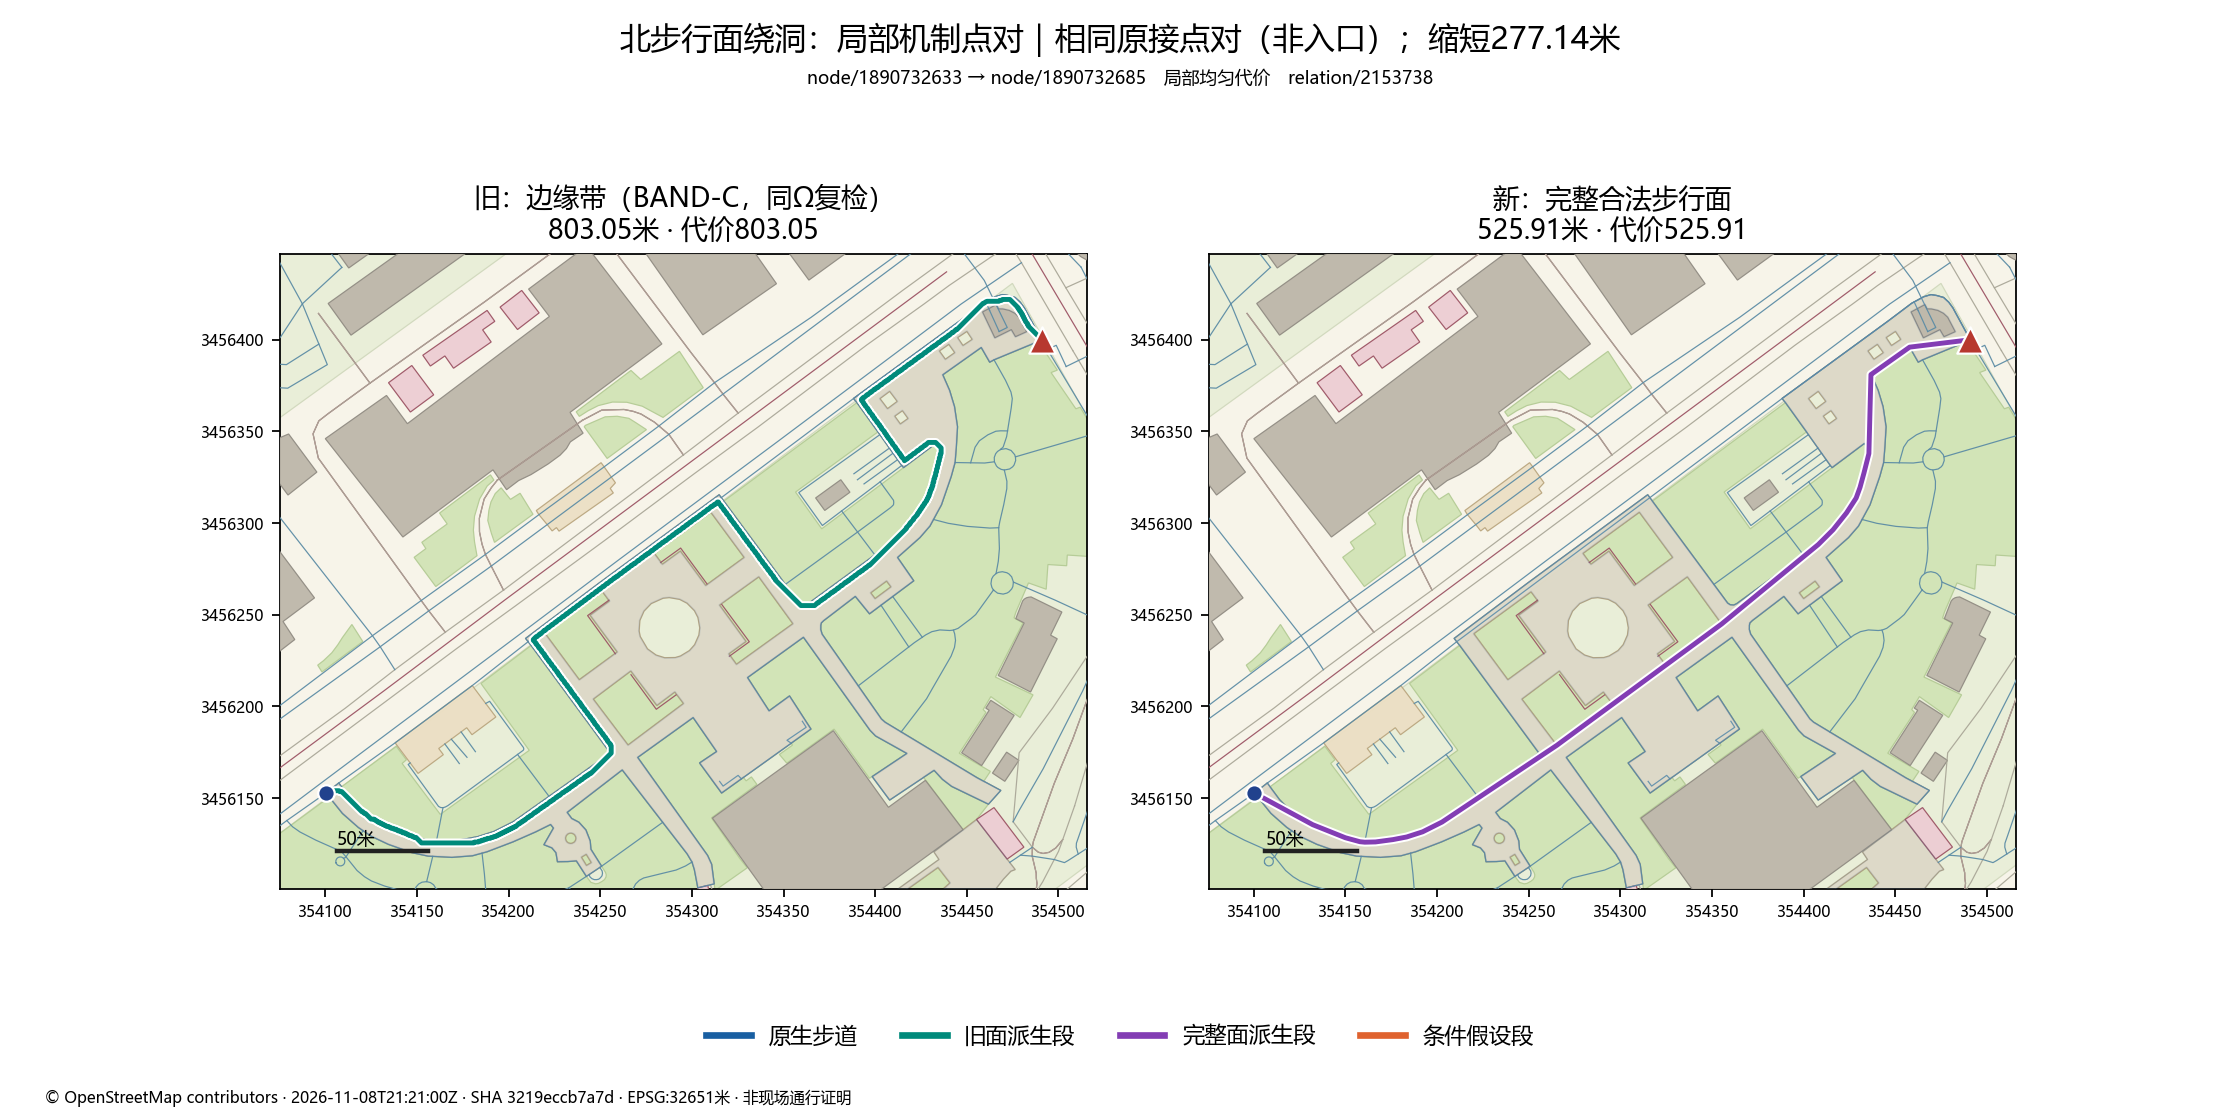 北步行面绕洞：局部机制点对 | 相同原接点对（非入口）；缩短277.14米
node/1890732633 → node/1890732685 局部均匀代价 relation/2153738
旧：边缘带（BAND-C，同Ω复检）
803.05米 · 代价803.05
3456400
3456350
3456300
3456250
3456200
3456150
50米
354100 354150 354200 354250 354300 354350 354400 354450 354500
新：完整合法步行面
525.91米 · 代价525.91
3456400
3456350
3456300
3456250
3456200
3456150
50米
354100 354150 354200 354250 354300 354350 354400 354450 354500
原生步道 旧面派生段 完整面派生段 条件假设段
© OpenStreetMap contributors · 2026-11-08T21:21:00Z · SHA 3219eccb7a7d · EPSG:32651米 · 非现场通行证明